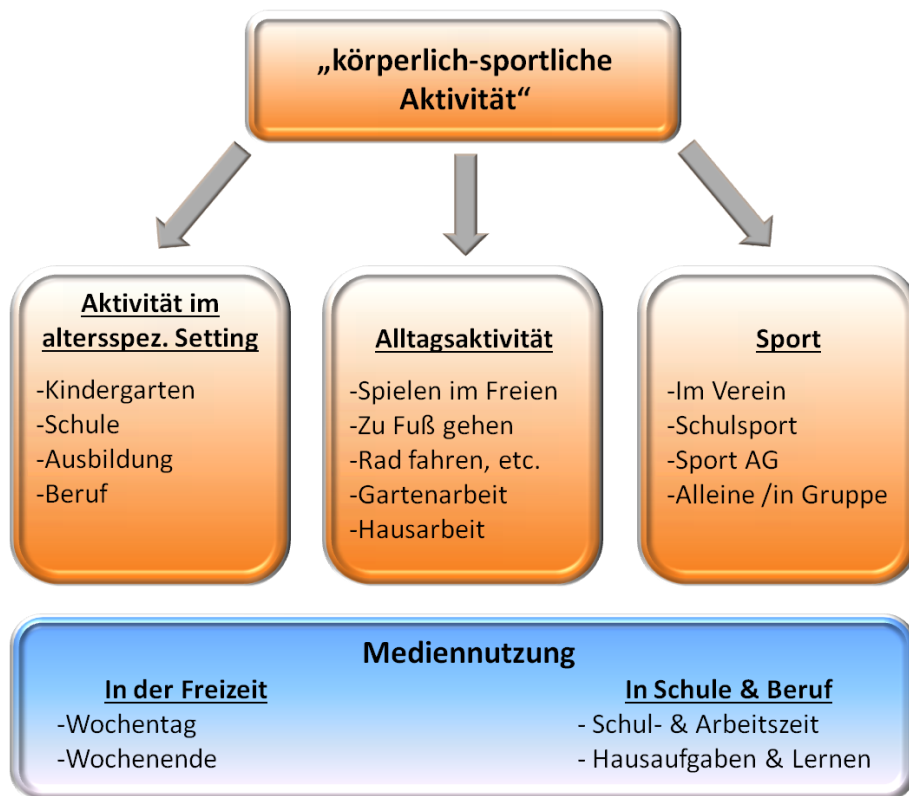 „körperlich-sportliche
Aktivität“
Aktivität im
altersspez. Setting
-Kindergarten
-Schule
-Ausbildung
-Beruf
Alltagsaktivität
-Spielen im Freien
-Zu Fuß gehen
-Rad fahren, etc.
-Gartenarbeit
-Hausarbeit
Sport
-Im Verein
-Schulsport
-Sport AG
-Alleine /in Gruppe
Mediennutzung
In der Freizeit
-Wochentag
-Wochenende
In Schule & Beruf
- Schul- & Arbeitszeit
- Hausaufgaben & Lernen